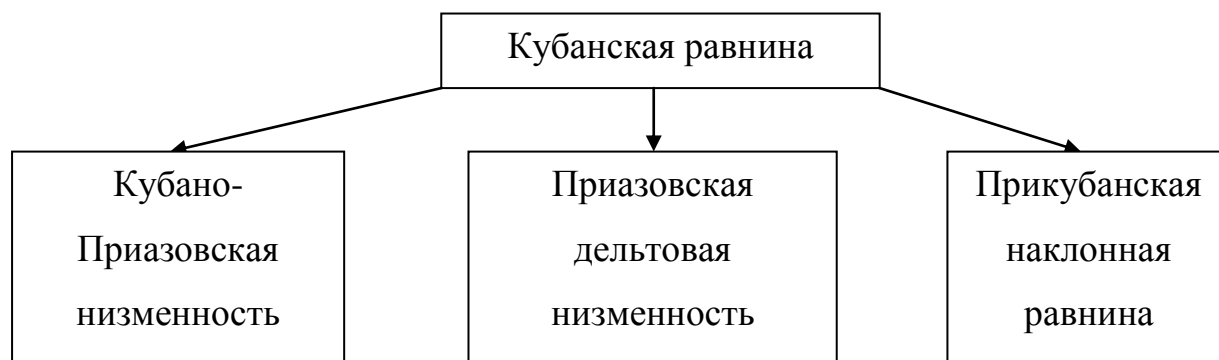 Кубанская равнина
Кубано-
Приазовская
низменность
Приазовская
дельтовая
низменность
Прикубанская
наклонная
равнина